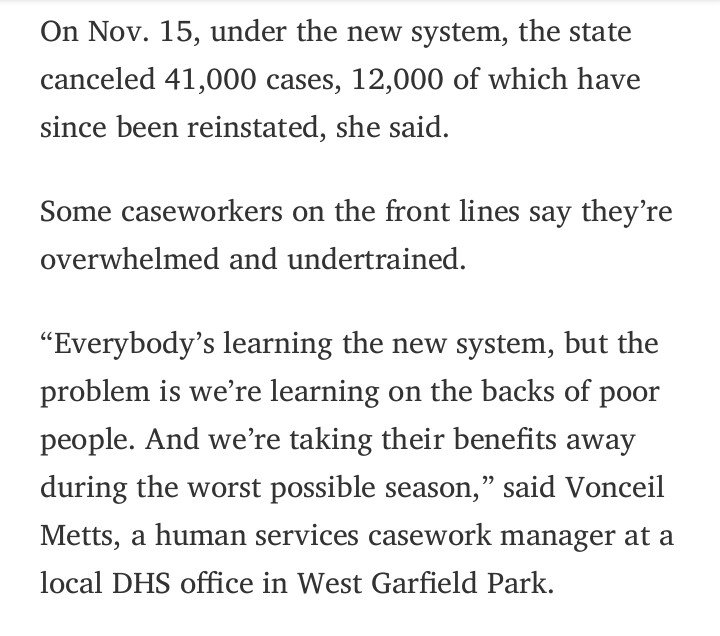 On Nov. 15, under the new system, the state
canceled 41,000 cases, 12,000 of which have
since been reinstated, she said.
Some caseworkers on the front lines say they’re
overwhelmed and undertrained.
“Everybody’s learning the new system, but the
problem is we’re learning on the backs of poor
people. And we’re taking their benefits away
during the worst possible season,” said Vonceil
Metts, a human services casework manager at a
local DHS office in West Garfield Park.